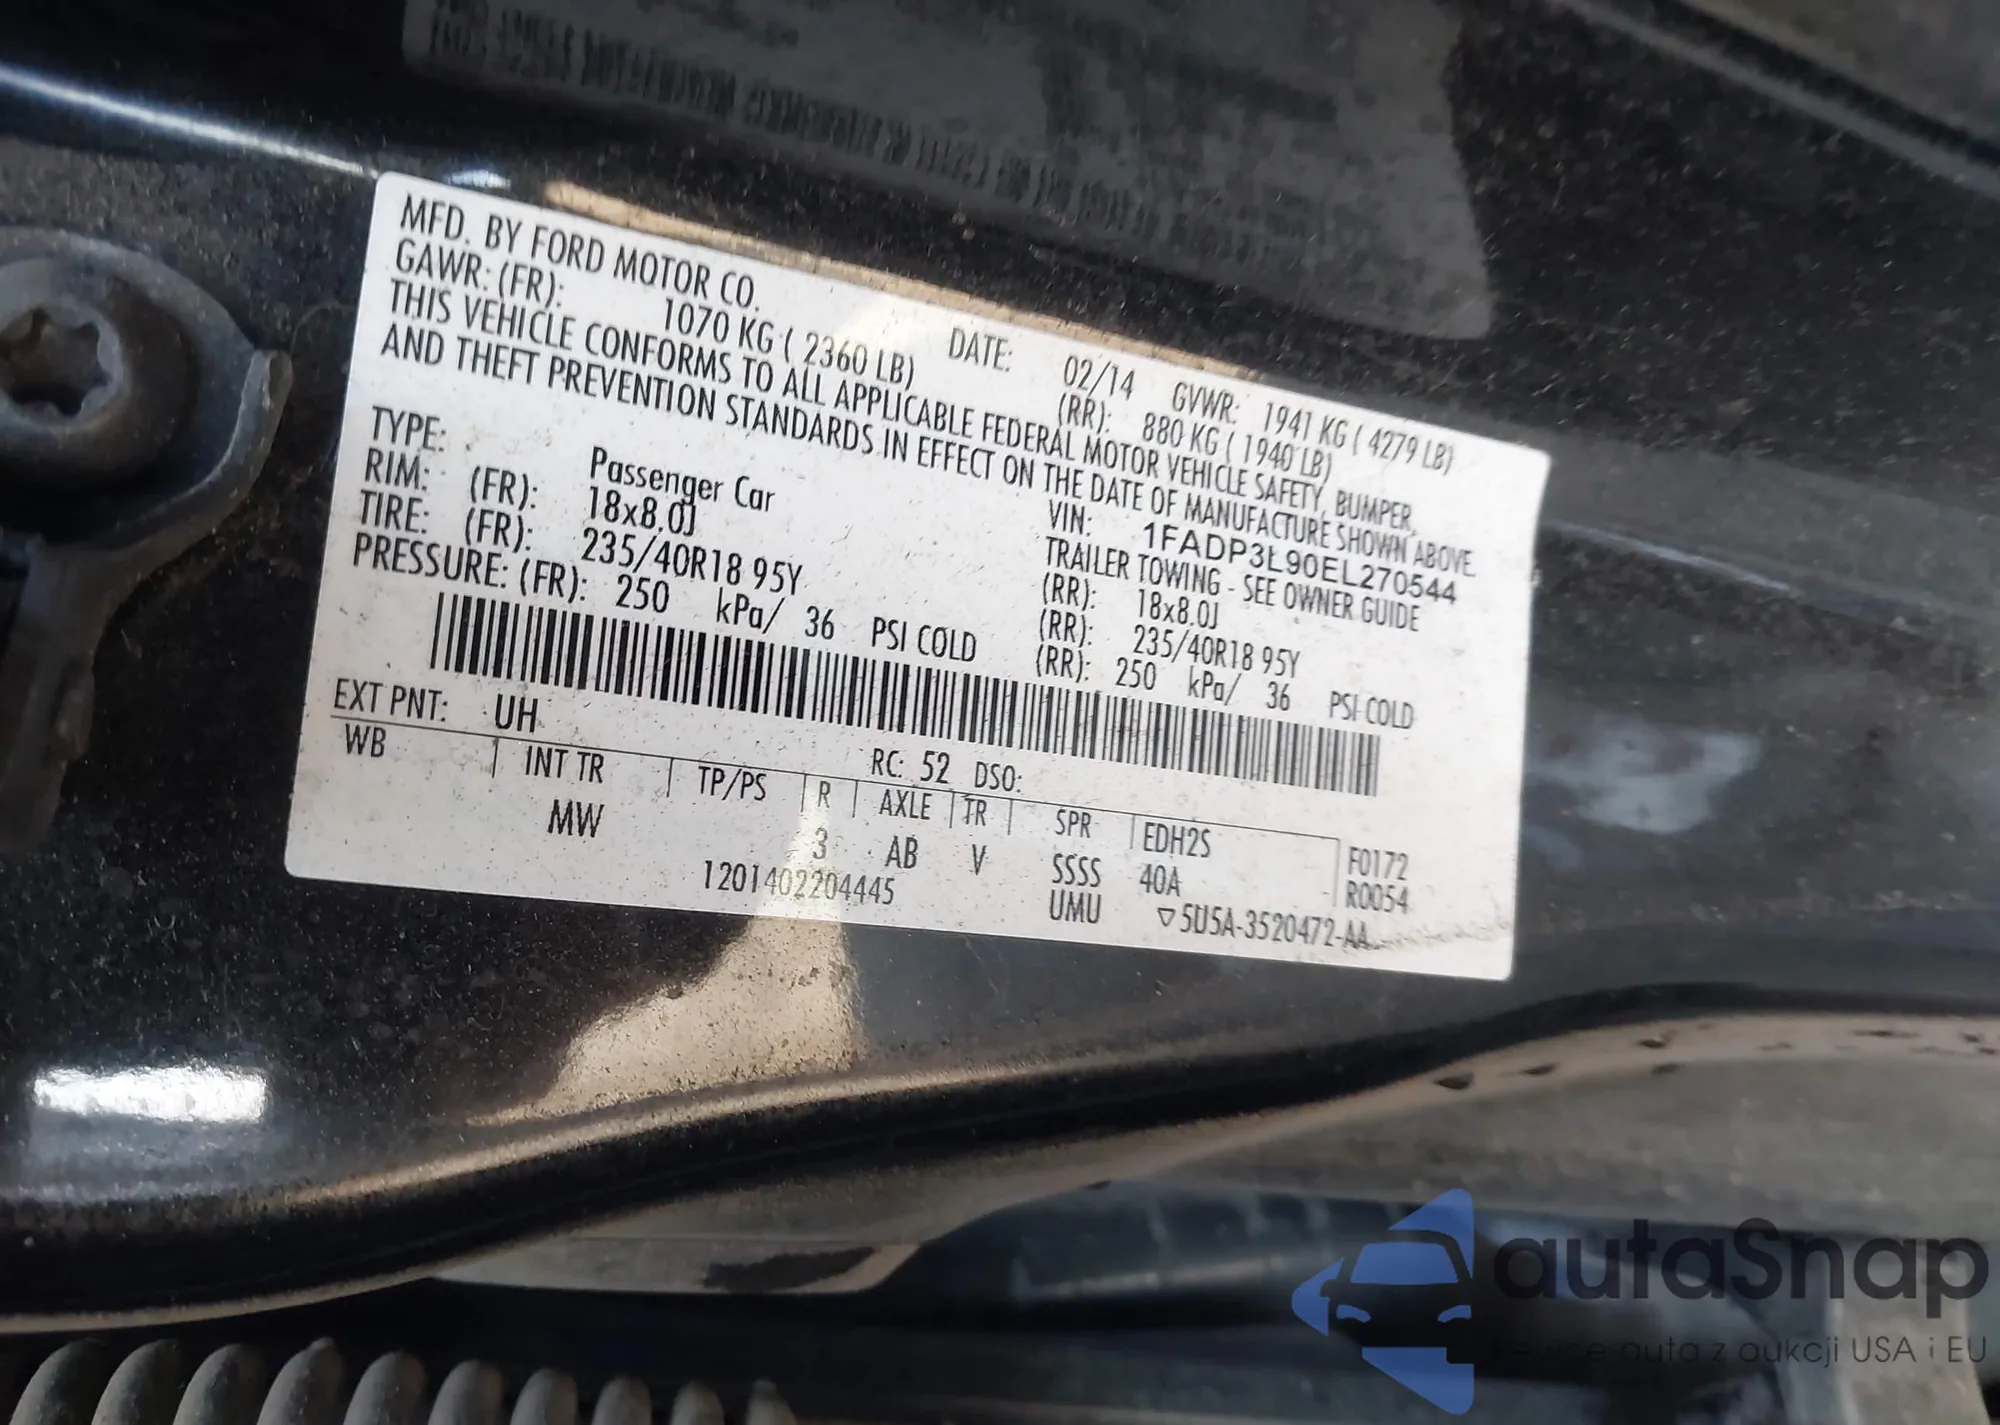 MFD. BY FORD MOTOR CO. DATE: 02/14 GVWR: 1941 KG ( 4279 LB)
GAWR: (FR): 1070 KG ( 2360 LB) (RR): 880 KG ( 1940 LB)
THIS VEHICLE CONFORMS TO ALL APPLICABLE FEDERAL MOTOR VEHICLE SAFETY, BUMPER,
AND THEFT PREVENTION STANDARDS IN EFFECT ON THE DATE OF MANUFACTURE SHOWN ABOVE.
VIN: 1FADP3L90EL270544
TYPE: Passenger Car TRAILER TOWING - SEE OWNER GUIDE
RIM: (FR): 18x8.0J (RR): 18x8.0J
TIRE: (FR): 235/40R18 95Y (RR): 235/40R18 95Y
PRESSURE: (FR): 250 kPa/ 36 PSI COLD (RR): 250 kPa/ 36 PSI COLD
EXT PNT: UH RC: 52 DSO:
WB INT TR TP/PS R AXLE TR SPR EDH2S F0172
MW 3 AB V SSSS 40A R0054
1201402204445 UMU ▽5U5A-3520472-AA
autaSnap
auta z aukcji USA i EU